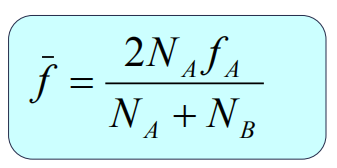 f̄ = 2N_A f_A / (N_A + N_B)